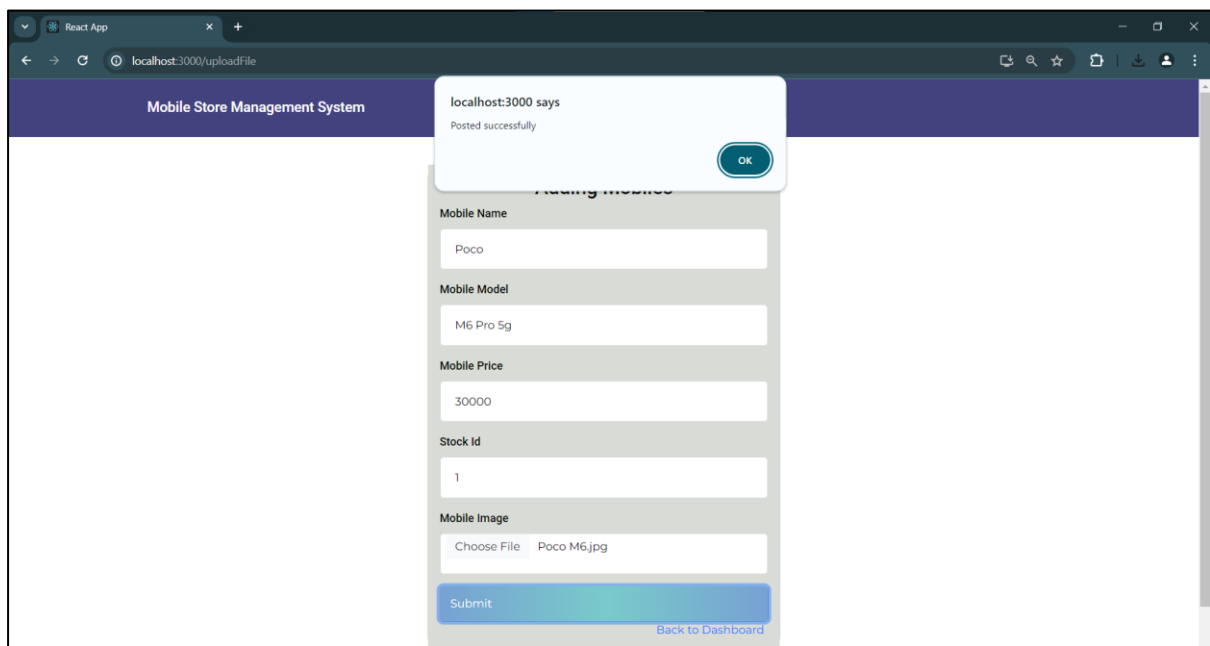 React App
localhost:3000/uploadFile
Mobile Store Management System
localhost:3000 says
Posted successfully
OK
Adding Mobiles
Mobile Name
Poco
Mobile Model
M6 Pro 5g
Mobile Price
30000
Stock Id
1
Mobile Image
Choose File Poco M6.jpg
Submit
Back to Dashboard